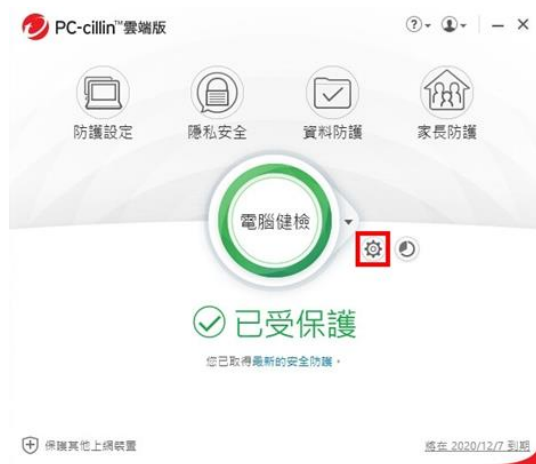 PC-cillin™雲端版
防護設定 隱私安全 資料防護 家長防護
電腦健檢
已受保護
您已取得最新的安全防護。
保護其他上網裝置 將在 2020/12/7 到期